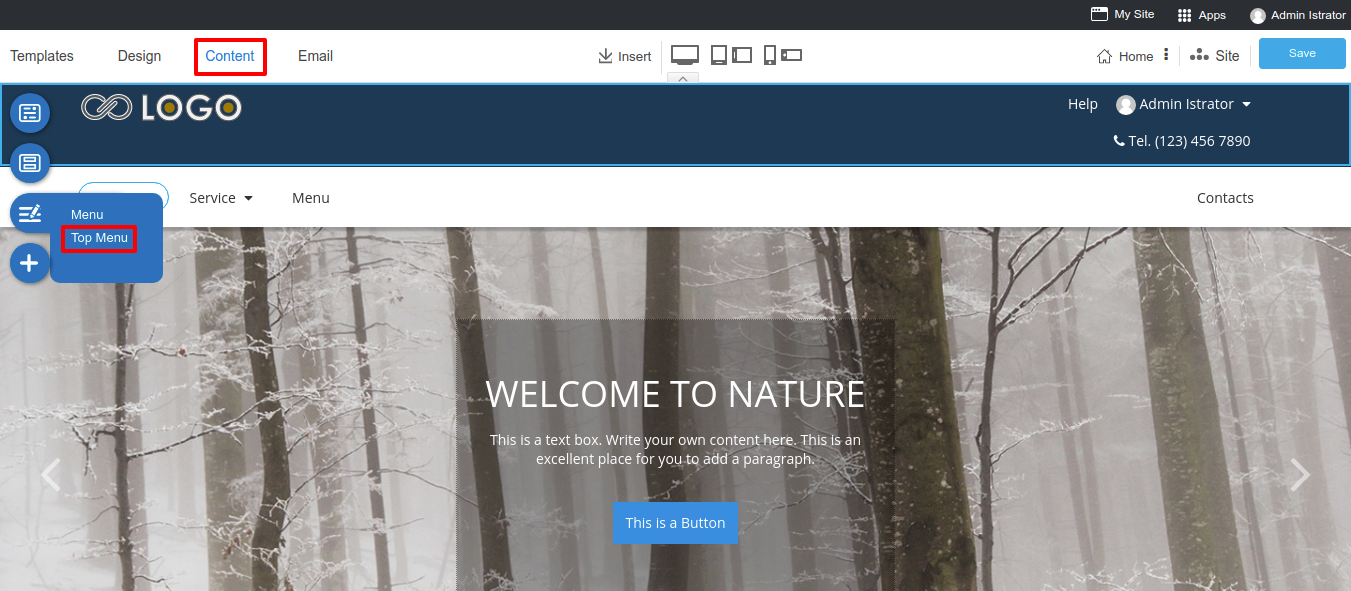 My Site Apps Admin Istrator
Templates Design Content Email Insert Home Site Save
LOGO Help Admin Istrator
Tel. (123) 456 7890
Service Menu Contacts
Menu
Top Menu
WELCOME TO NATURE
This is a text box. Write your own content here. This is an
excellent place for you to add a paragraph.
This is a Button